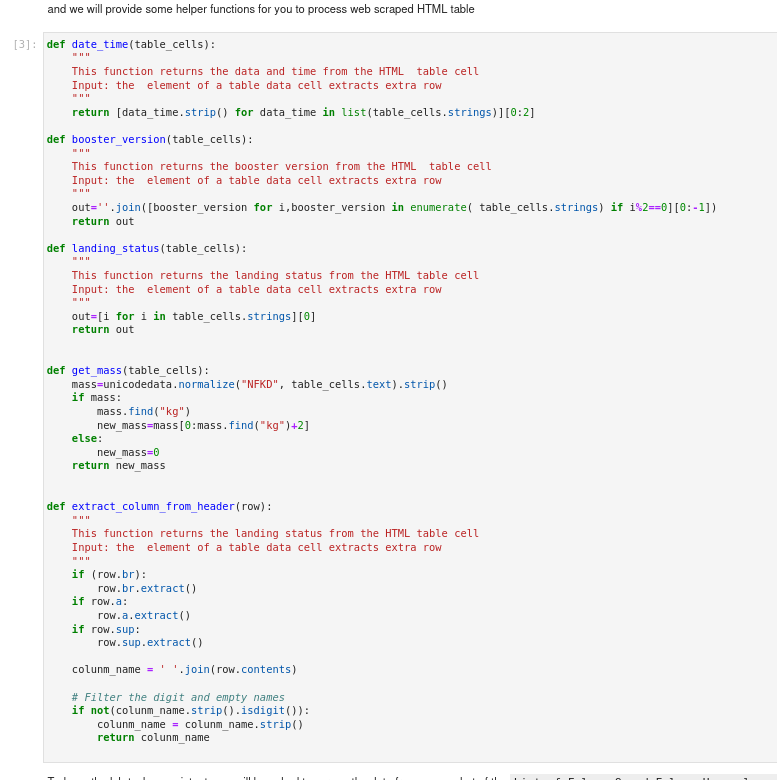 and we will provide some helper functions for you to process web scraped HTML table
[3]:
def date_time(table_cells):
    """
    This function returns the data and time from the HTML  table cell
    Input: the  element of a table data cell extracts extra row
    """
    return [data_time.strip() for data_time in list(table_cells.strings)][0:2]

def booster_version(table_cells):
    """
    This function returns the booster version from the HTML  table cell
    Input: the  element of a table data cell extracts extra row
    """
    out=''.join([booster_version for i,booster_version in enumerate( table_cells.strings) if i%2==0][0:-1])
    return out

def landing_status(table_cells):
    """
    This function returns the landing status from the HTML table cell
    Input: the  element of a table data cell extracts extra row
    """
    out=[i for i in table_cells.strings][0]
    return out


def get_mass(table_cells):
    mass=unicodedata.normalize("NFKD", table_cells.text).strip()
    if mass:
        mass.find("kg")
        new_mass=mass[0:mass.find("kg")+2]
    else:
        new_mass=0
    return new_mass


def extract_column_from_header(row):
    """
    This function returns the landing status from the HTML table cell
    Input: the  element of a table data cell extracts extra row
    """
    if (row.br):
        row.br.extract()
    if row.a:
        row.a.extract()
    if row.sup:
        row.sup.extract()

    colunm_name = ' '.join(row.contents)

    # Filter the digit and empty names
    if not(colunm_name.strip().isdigit()):
        colunm_name = colunm_name.strip()
        return colunm_name